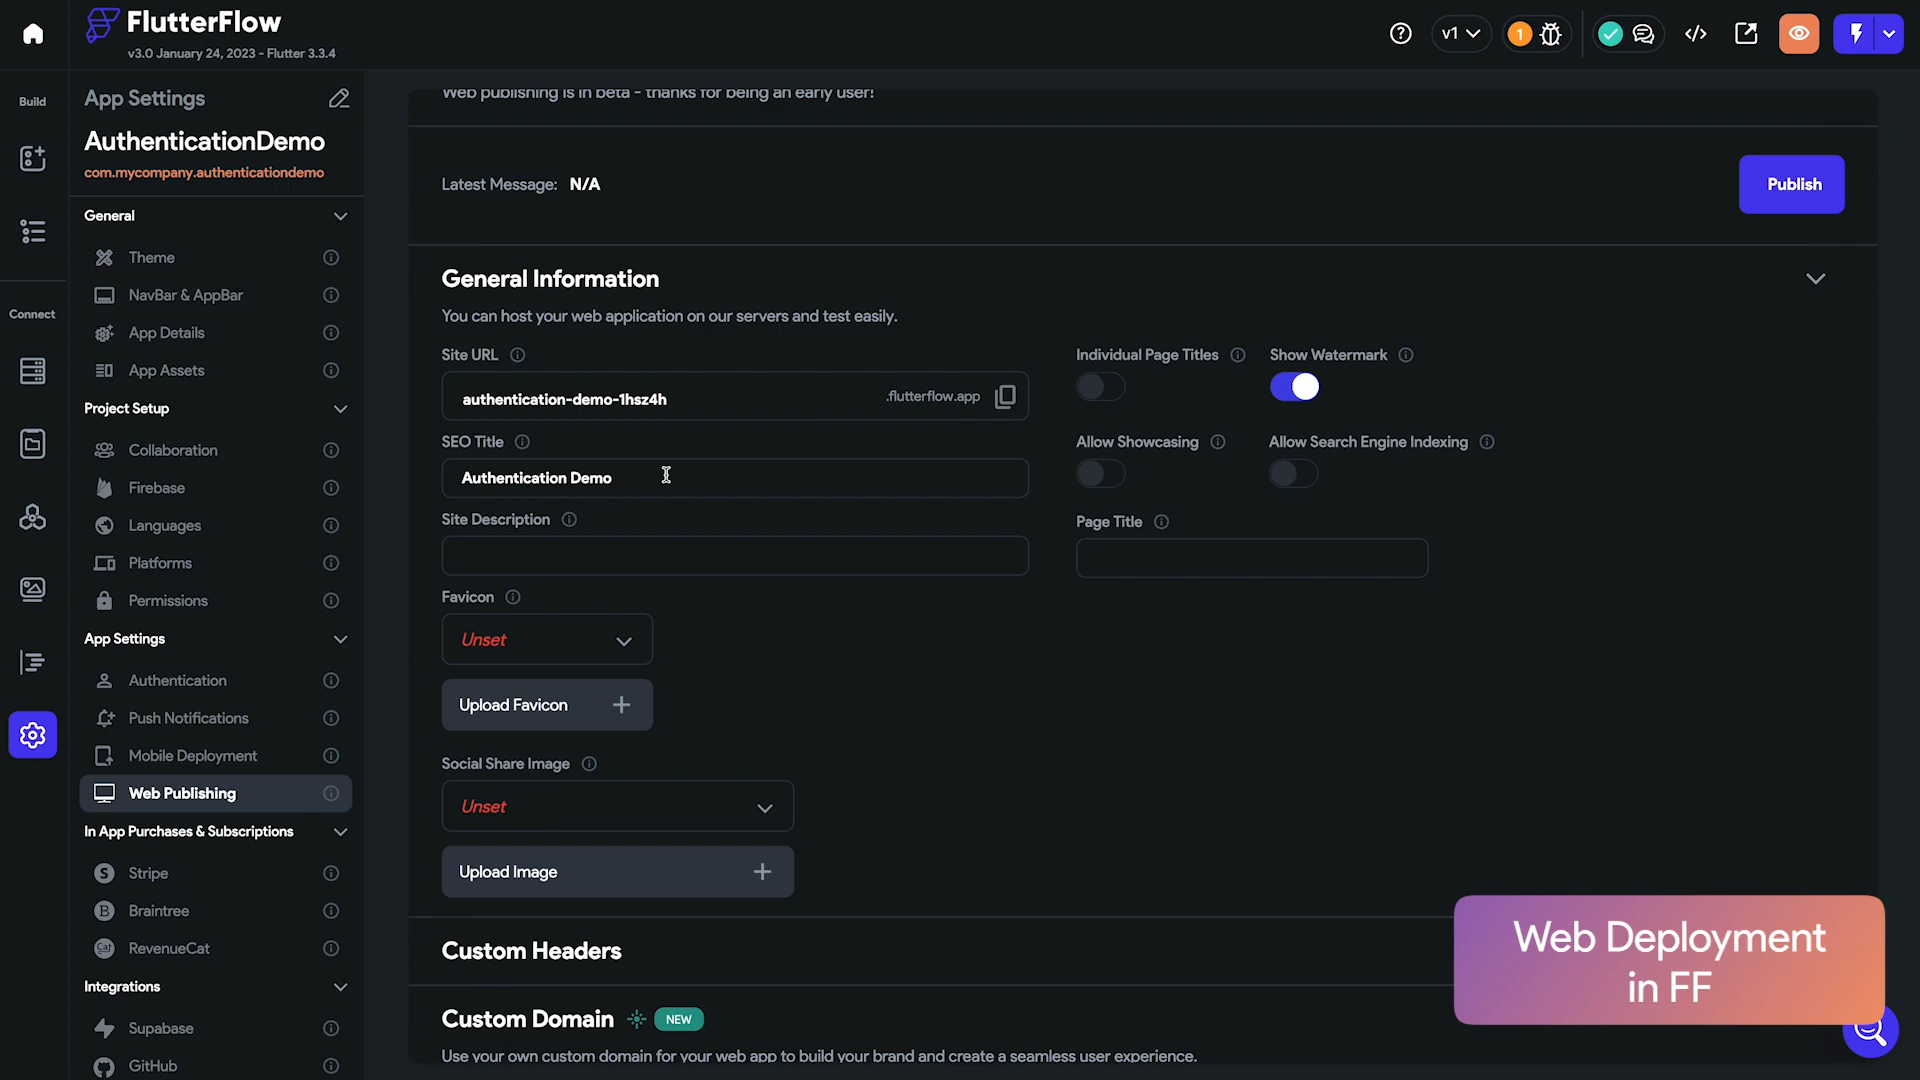 FlutterFlow
v3.0 January 24, 2023 - Flutter 3.3.4
v1
1
Build
Connect
App Settings
AuthenticationDemo
com.mycompany.authenticationdemo
General
Theme
NavBar & AppBar
App Details
App Assets
Project Setup
Collaboration
Firebase
Languages
Platforms
Permissions
App Settings
Authentication
Push Notifications
Mobile Deployment
Web Publishing
In App Purchases & Subscriptions
Stripe
Braintree
RevenueCat
Integrations
Supabase
GitHub
Web publishing is in beta - thanks for being an early user!
Latest Message: N/A
Publish
General Information
You can host your web application on our servers and test easily.
Site URL
authentication-demo-1hsz4h .flutterflow.app
SEO Title
Authentication Demo
Site Description
Favicon
Unset
Upload Favicon
Social Share Image
Unset
Upload Image
Individual Page Titles
Show Watermark
Allow Showcasing
Allow Search Engine Indexing
Page Title
Custom Headers
Custom Domain NEW
Use your own custom domain for your web app to build your brand and create a seamless user experience.
Web Deployment
in FF